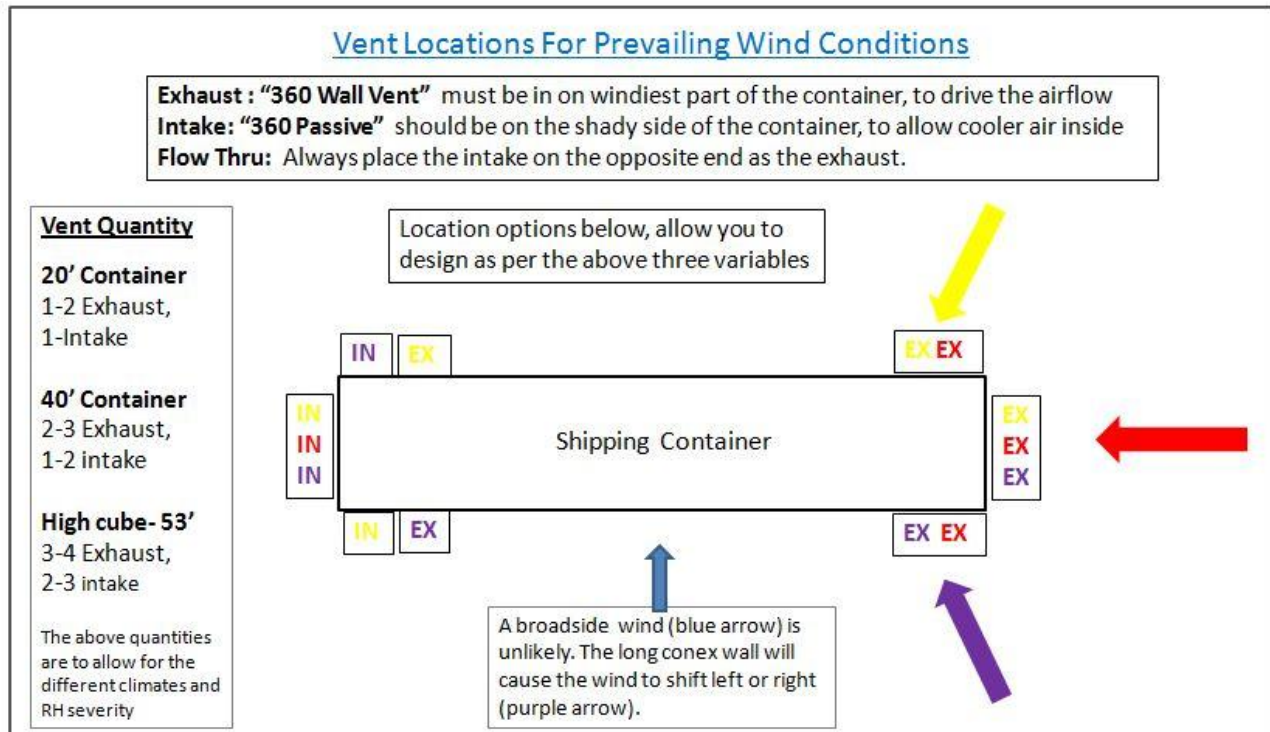 Vent Locations For Prevailing Wind Conditions
Exhaust : “360 Wall Vent” must be in on windiest part of the container, to drive the airflow
Intake: “360 Passive” should be on the shady side of the container, to allow cooler air inside
Flow Thru: Always place the intake on the opposite end as the exhaust.
Vent Quantity
20’ Container
1-2 Exhaust,
1-Intake
40’ Container
2-3 Exhaust,
1-2 intake
High cube- 53’
3-4 Exhaust,
2-3 intake
The above quantities
are to allow for the
different climates and
RH severity
Location options below, allow you to
design as per the above three variables
IN EX
EX EX
IN
IN
IN
Shipping Container
EX
EX
EX
IN EX
EX EX
A broadside wind (blue arrow) is
unlikely. The long conex wall will
cause the wind to shift left or right
(purple arrow).